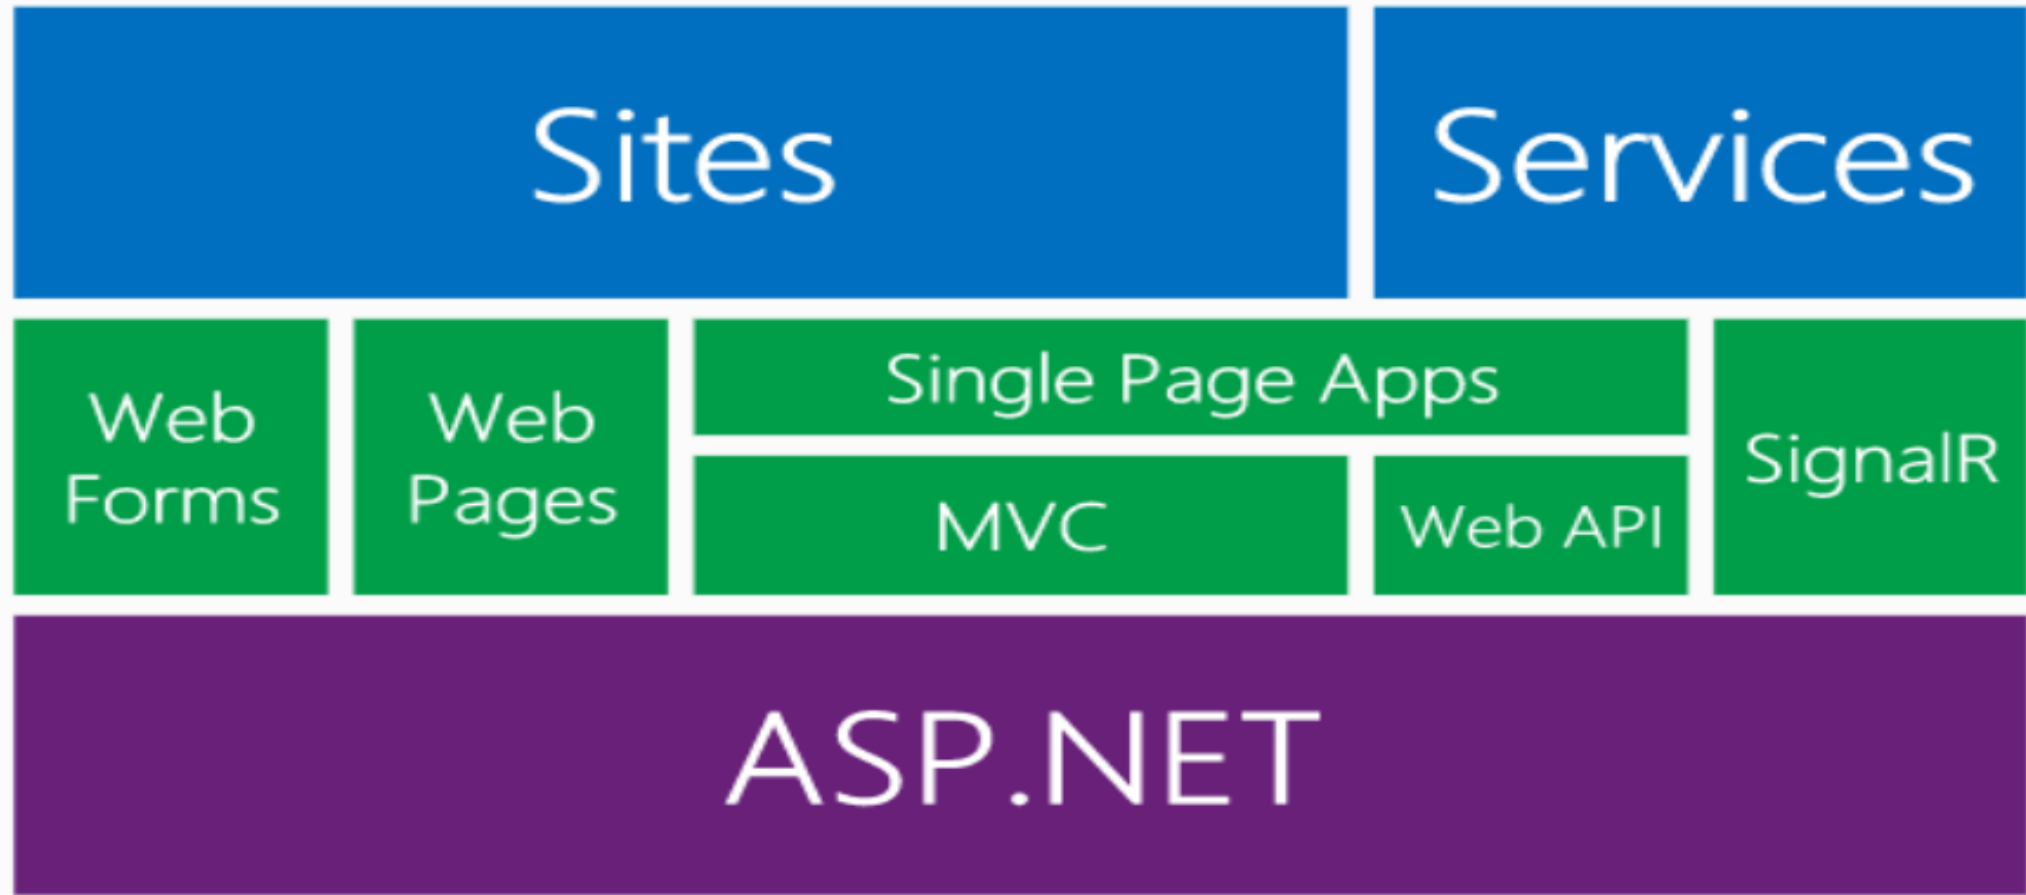 Sites
Services
Web
Forms
Web
Pages
Single Page Apps
MVC
Web API
SignalR
ASP.NET